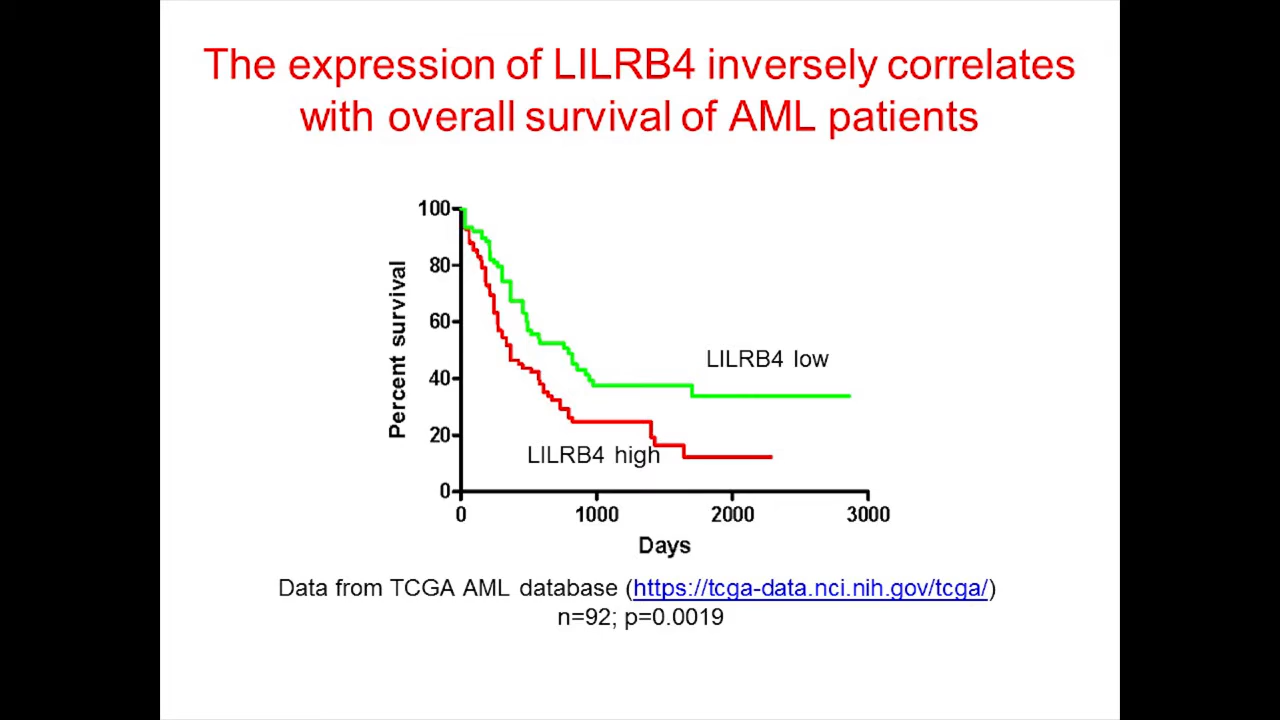 The expression of LILRB4 inversely correlates
with overall survival of AML patients
100
80
60
40
20
0
Percent survival
LILRB4 low
LILRB4 high
0 1000 2000 3000
Days
Data from TCGA AML database (https://tcga-data.nci.nih.gov/tcga/)
n=92; p=0.0019